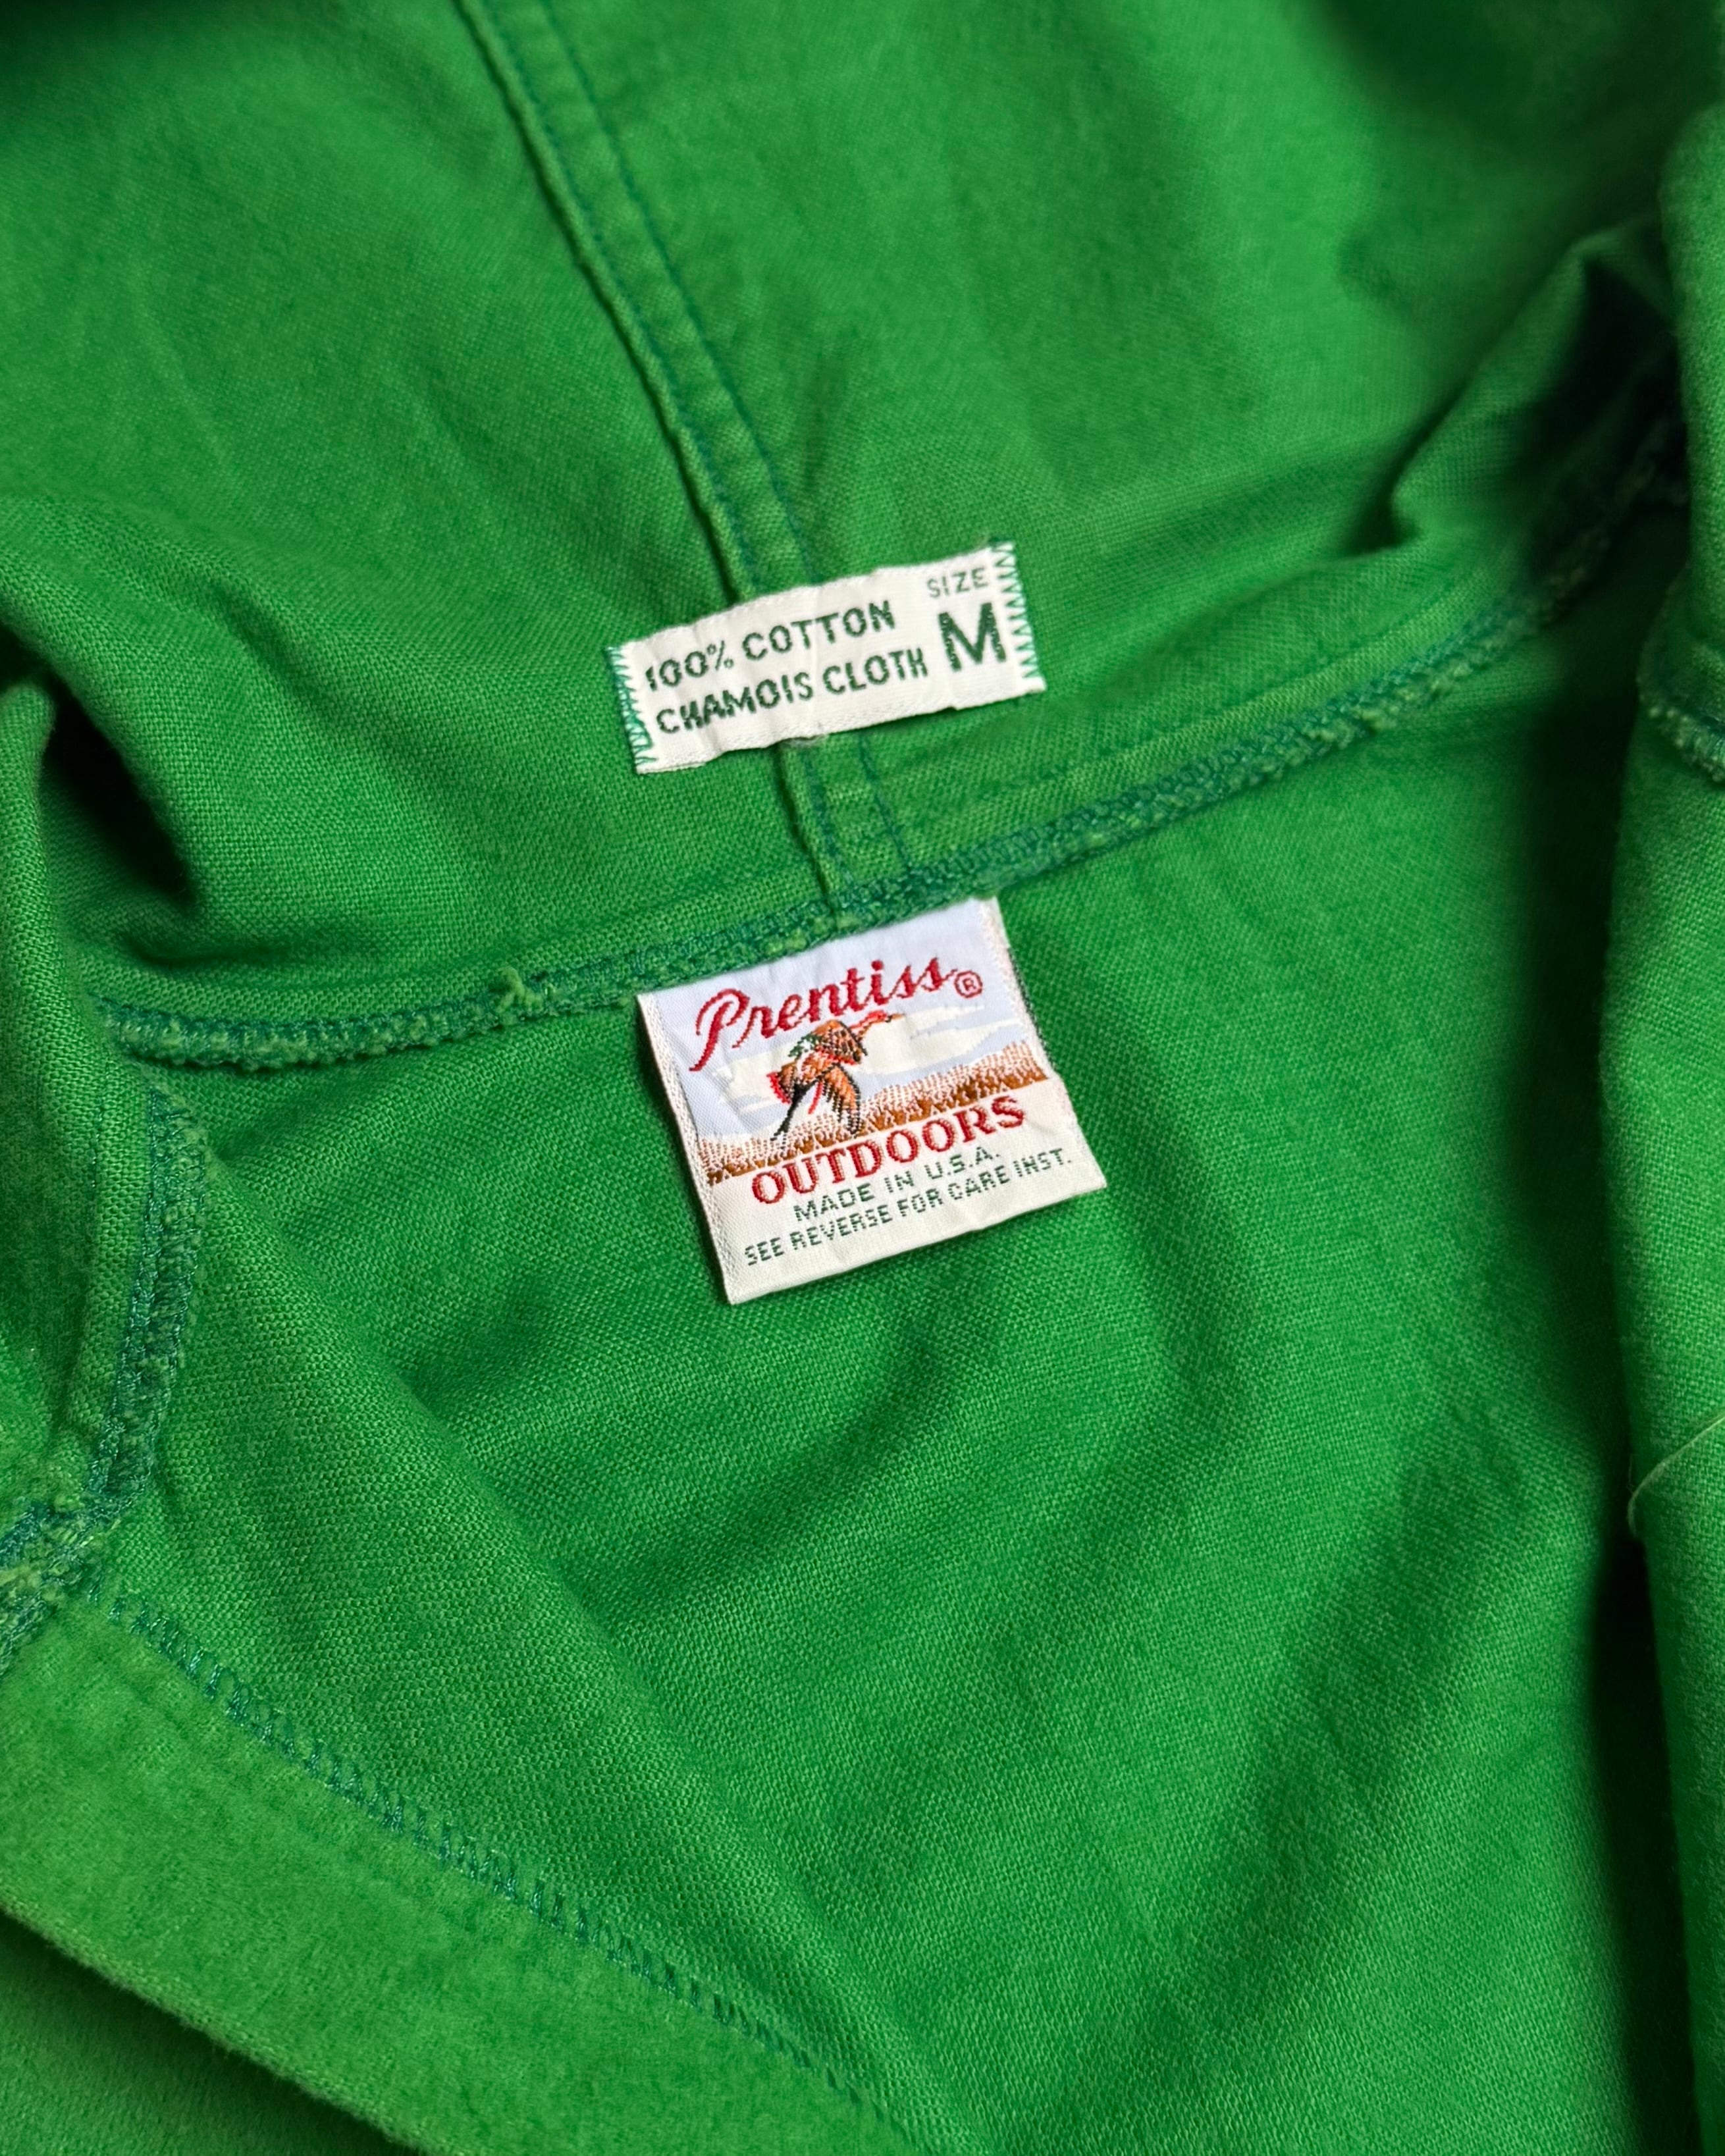 100% COTTON
CHAMOIS CLOTH
SIZE
M
Prentiss®
OUTDOORS
MADE IN U.S.A.
SEE REVERSE FOR CARE INST.